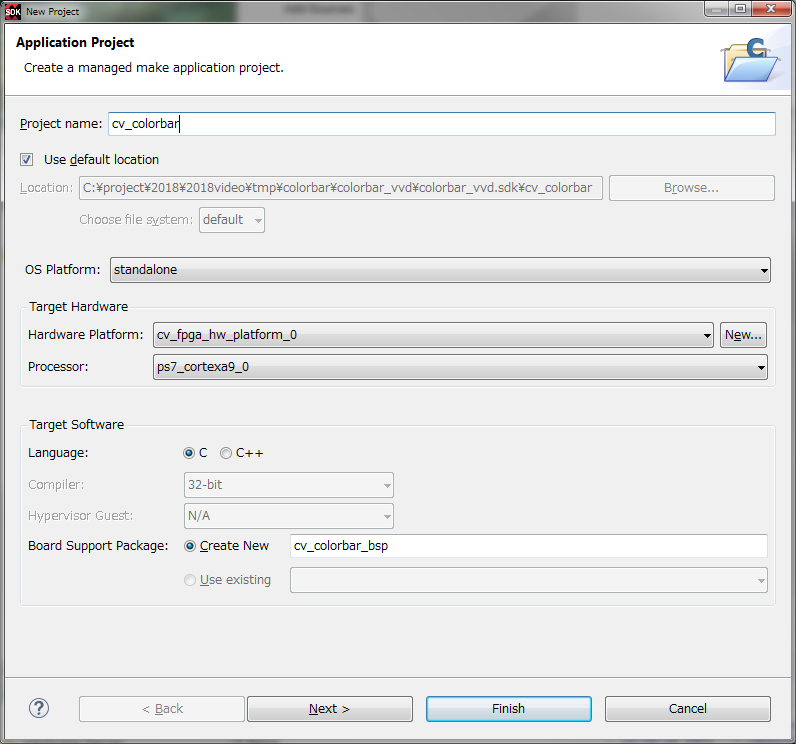 SDK New Project
Application Project
Create a managed make application project.
C
Project name: cv_colorbar
Use default location
Location: C:¥project¥2018¥2018video¥tmp¥colorbar¥colorbar_vvd¥colorbar_vvd.sdk¥cv_colorbar Browse...
Choose file system: default
OS Platform: standalone
Target Hardware
Hardware Platform: cv_fpga_hw_platform_0 New...
Processor: ps7_cortexa9_0
Target Software
Language: C C++
Compiler: 32-bit
Hypervisor Guest: N/A
Board Support Package: Create New cv_colorbar_bsp
Use existing
? < Back Next > Finish Cancel